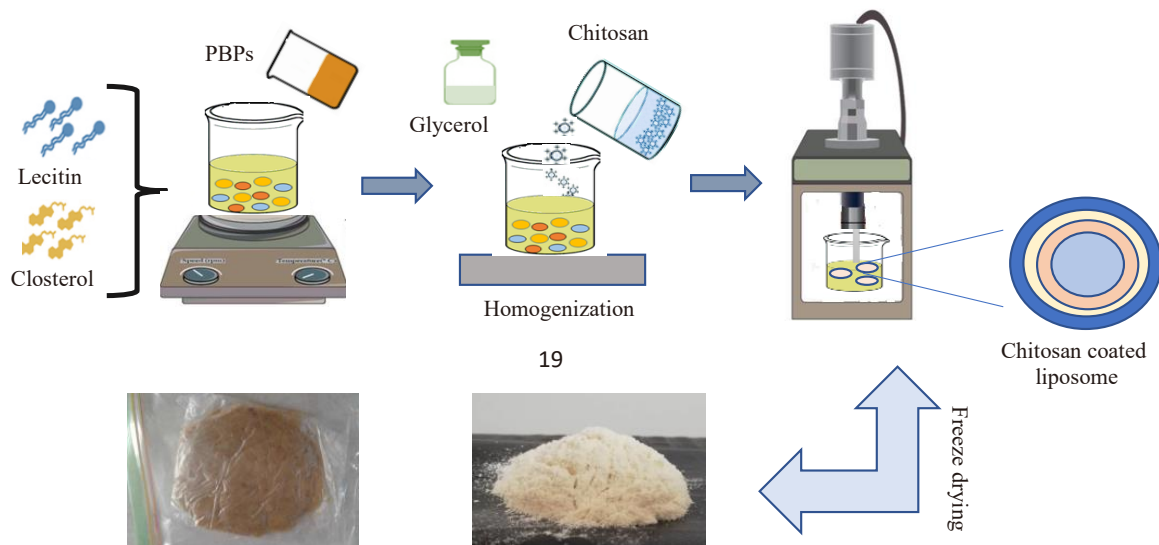 PBPs
Chitosan
Glycerol
Lecitin
Closterol
Homogenization
19
Chitosan coated
liposome
Freeze drying